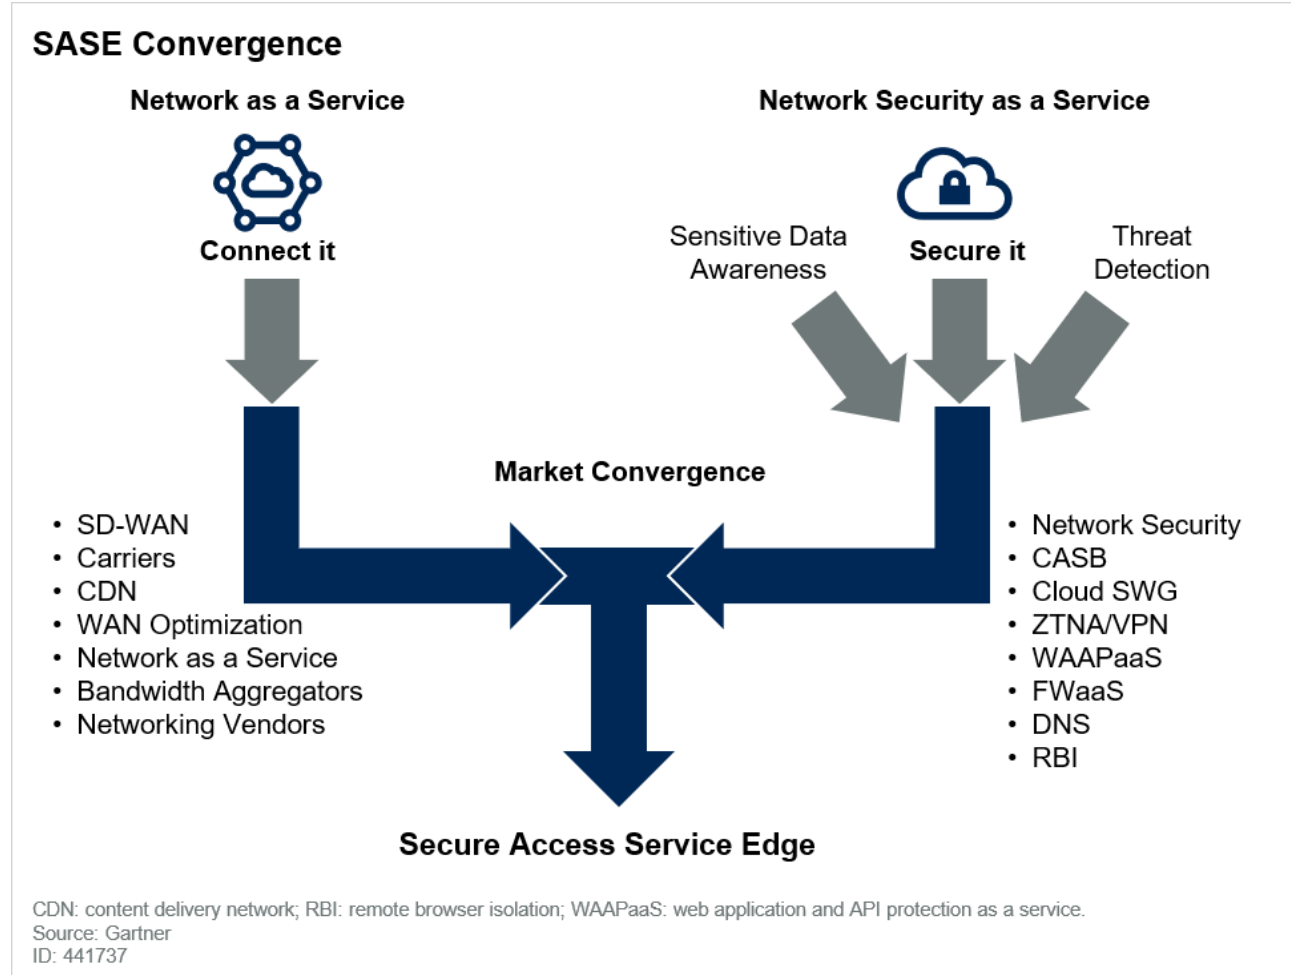 SASE Convergence
Network as a Service
Network Security as a Service
Connect it
Sensitive Data
Awareness
Secure it
Threat
Detection
Market Convergence
• SD-WAN
• Carriers
• CDN
• WAN Optimization
• Network as a Service
• Bandwidth Aggregators
• Networking Vendors
• Network Security
• CASB
• Cloud SWG
• ZTNA/VPN
• WAAPaaS
• FWaaS
• DNS
• RBI
Secure Access Service Edge
CDN: content delivery network; RBI: remote browser isolation; WAAPaaS: web application and API protection as a service.
Source: Gartner
ID: 441737